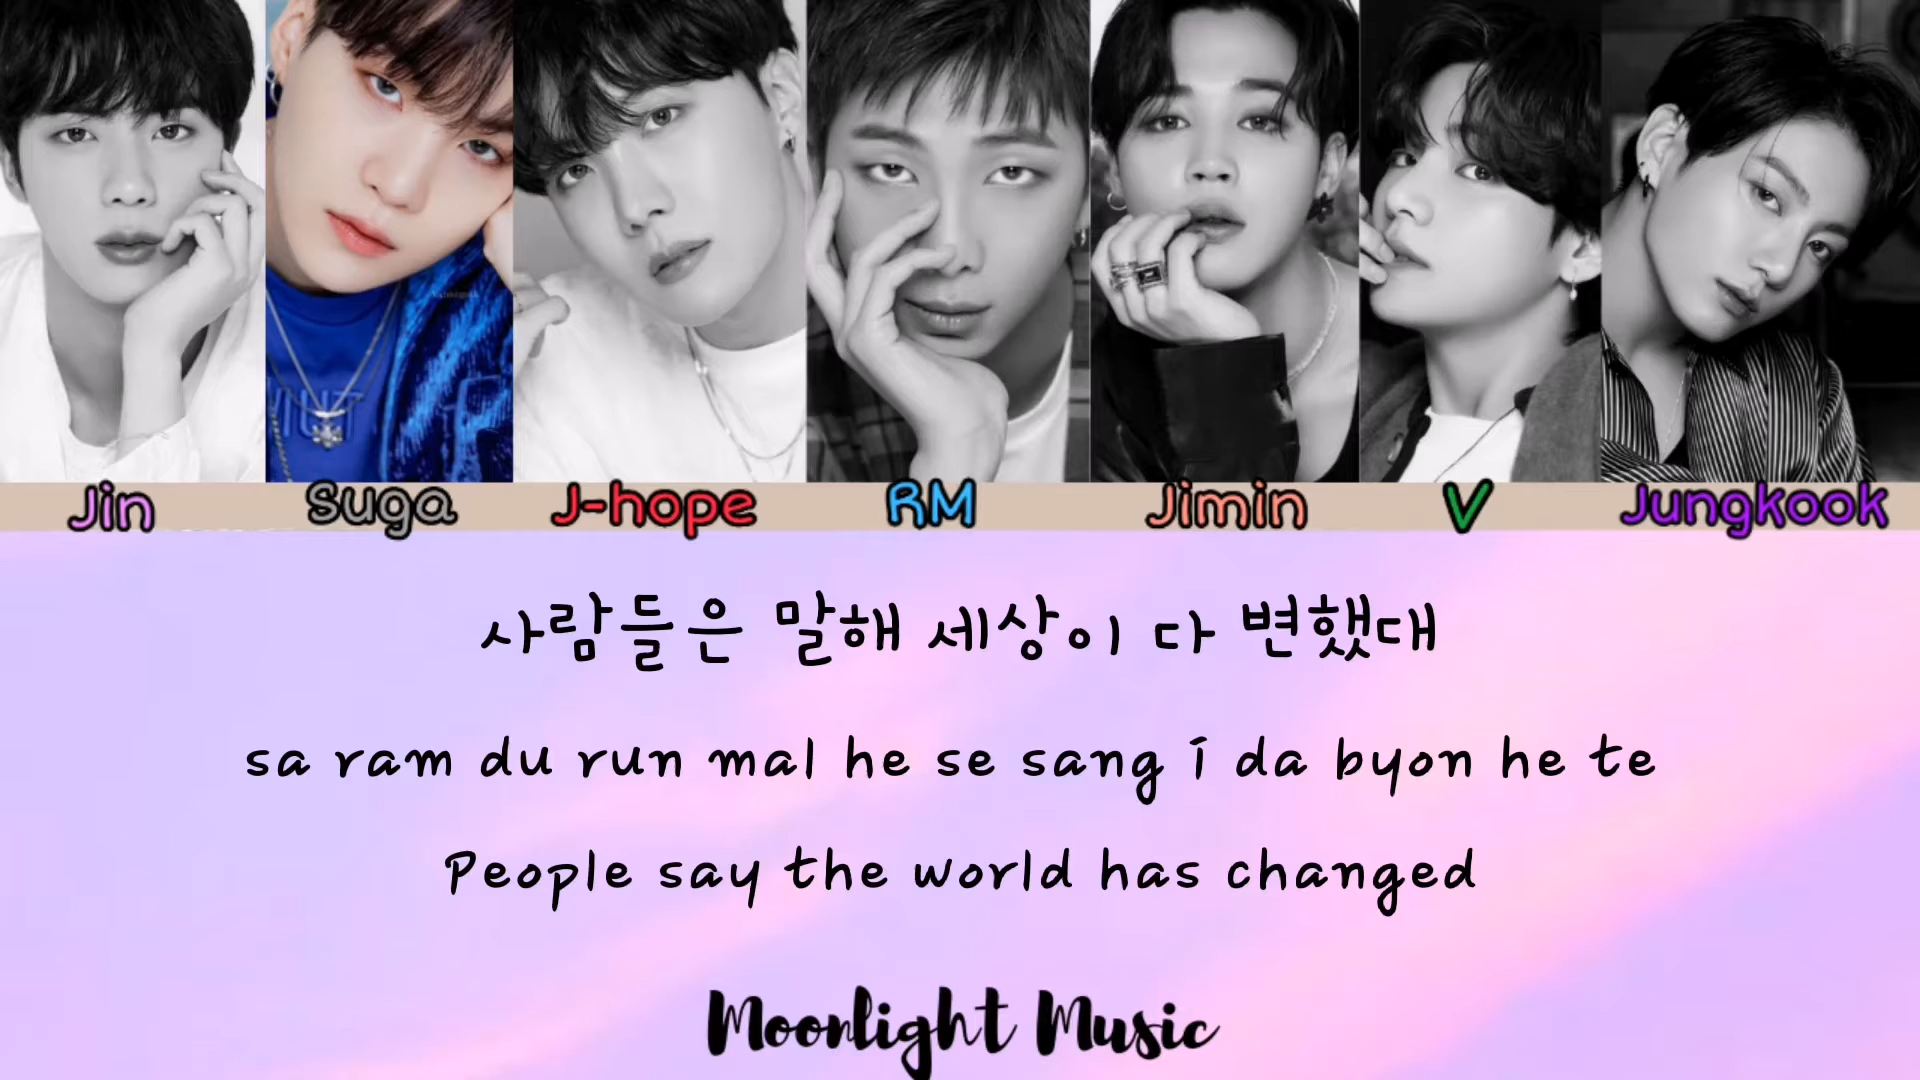 Jin Suga J-hope RM Jimin V Jungkook
사람들은 말해 세상이 다 변했대
sa ram du run mal he se sang i da byon he te
People say the world has changed
Moonlight Music